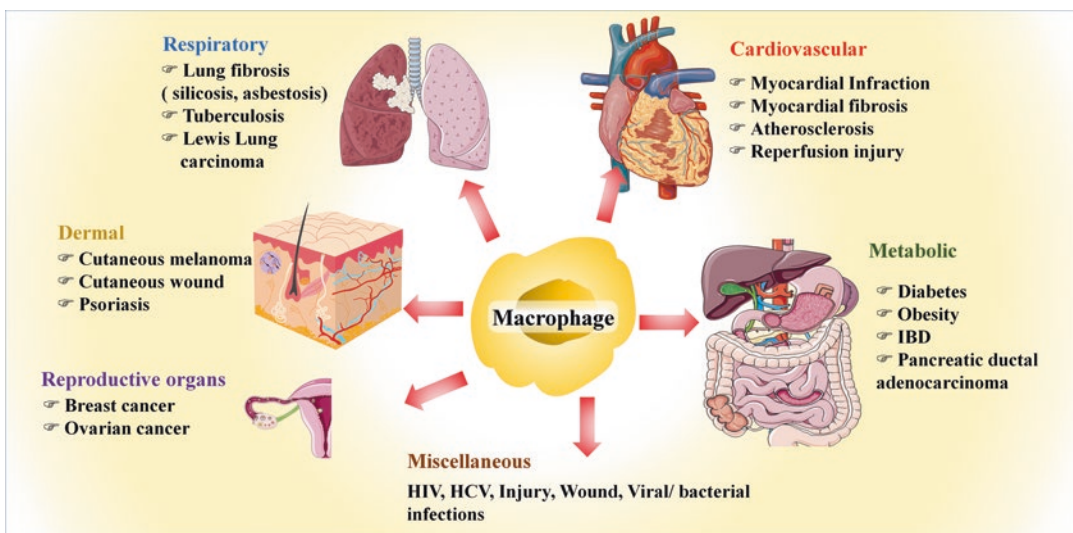 Respiratory
☞ Lung fibrosis
( silicosis, asbestosis)
☞ Tuberculosis
☞ Lewis Lung
carcinoma
Cardiovascular
☞ Myocardial Infraction
☞ Myocardial fibrosis
☞ Atherosclerosis
☞ Reperfusion injury
Dermal
☞ Cutaneous melanoma
☞ Cutaneous wound
☞ Psoriasis
Macrophage
Metabolic
☞ Diabetes
☞ Obesity
☞ IBD
☞ Pancreatic ductal
adenocarcinoma
Reproductive organs
☞ Breast cancer
☞ Ovarian cancer
Miscellaneous
HIV, HCV, Injury, Wound, Viral/ bacterial
infections